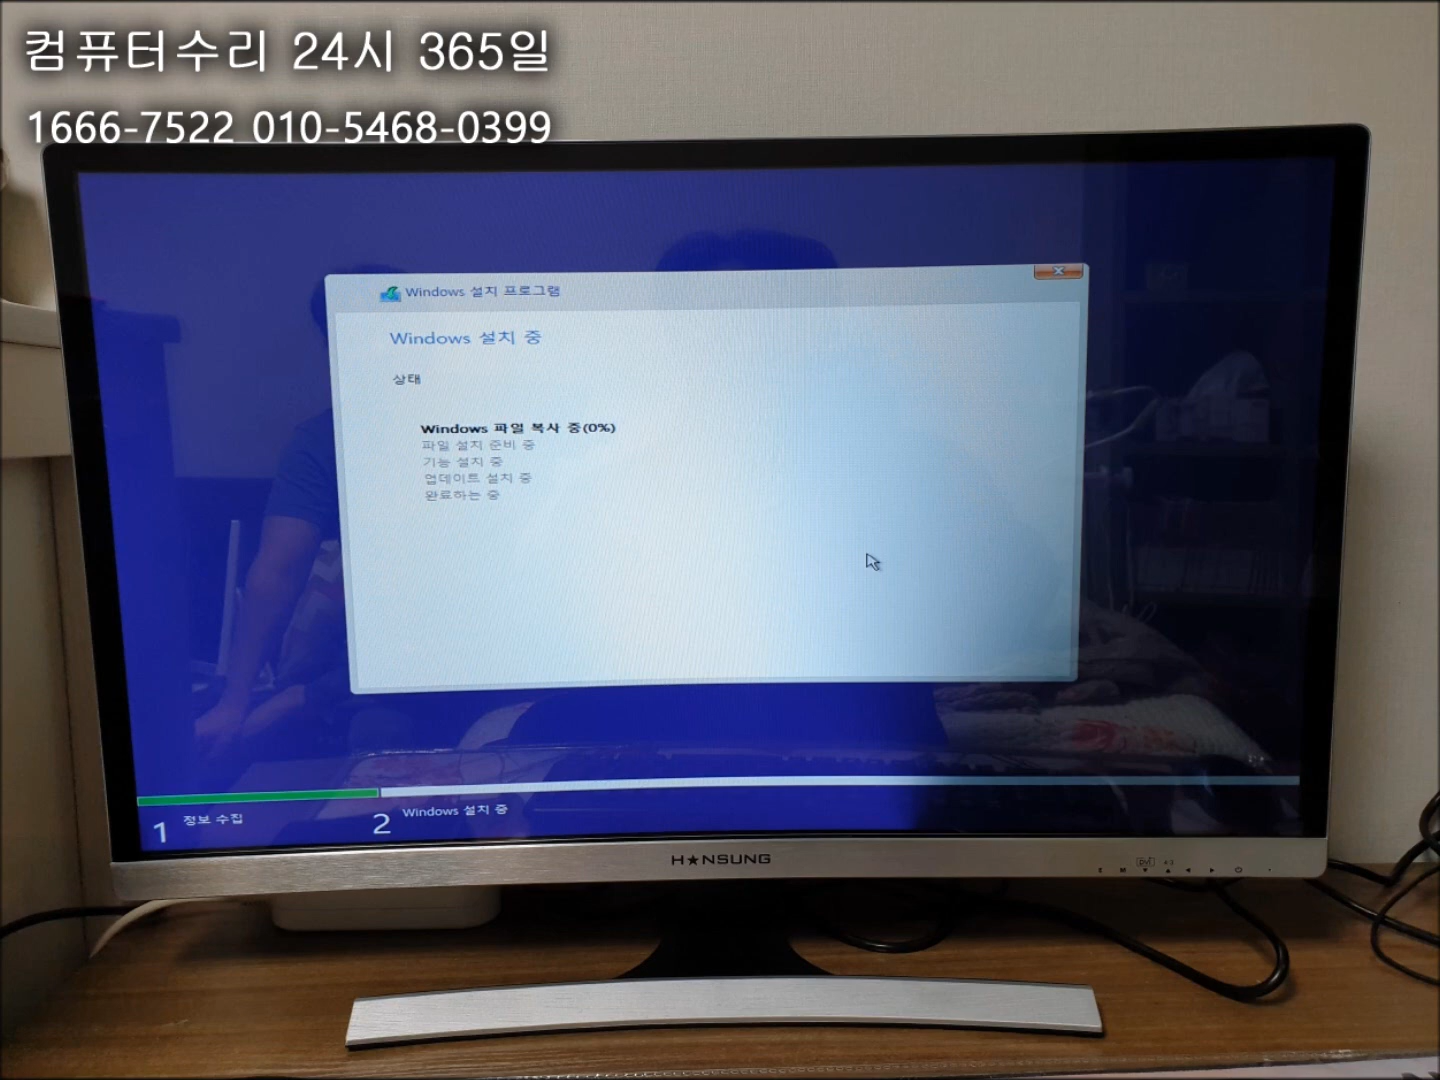 컴퓨터수리 24시 365일
1666-7522 010-5468-0399
Windows 설치 프로그램
Windows 설치 중
상태
Windows 파일 복사 중(0%)
파일 설치 준비 중
기능 설치 중
업데이트 설치 중
완료하는 중
1 정보 수집
2 Windows 설치 중
H★NSUNG